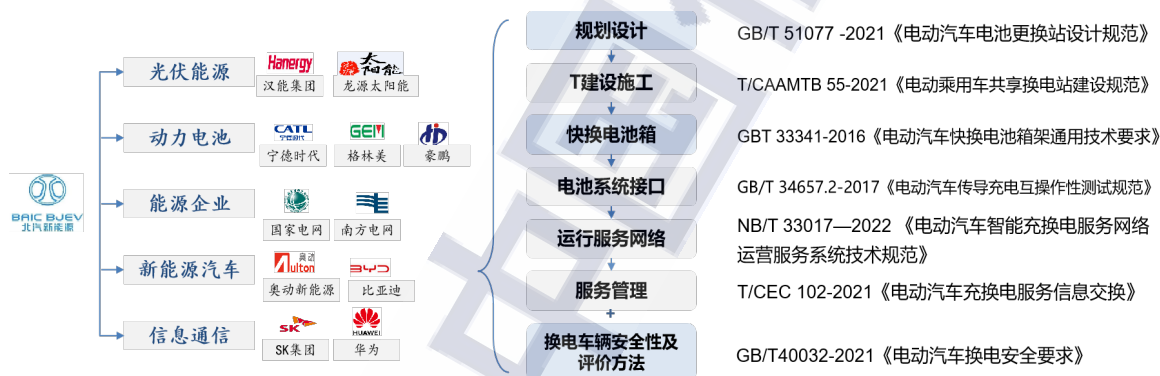 BAIC BJEV
北汽新能源
光伏能源
Hanergy
汉能集团
太阳能
龙源太阳能
动力电池
CATL
宁德时代
宁德时代
GEM
格林美
豪鹏
能源企业
国家电网
南方电网
新能源汽车
奥动
Aulton
奥动新能源
BYD
比亚迪
信息通信
SK
SK集团
HUAWEI
华为
规划设计
GB/T 51077 -2021《电动汽车电池更换站设计规范》
T建设施工
T/CAAMTB 55-2021《电动乘用车共享换电站建设规范》
快换电池箱
GBT 33341-2016《电动汽车快换电池箱架通用技术要求》
电池系统接口
GB/T 34657.2-2017《电动汽车传导充电互操作性测试规范》
运行服务网络
NB/T 33017—2022 《电动汽车智能充换电服务网络
运营服务系统技术规范》
服务管理
T/CEC 102-2021《电动汽车充换电服务信息交换》
+
换电车辆安全性及
评价方法
GB/T40032-2021《电动汽车换电安全要求》